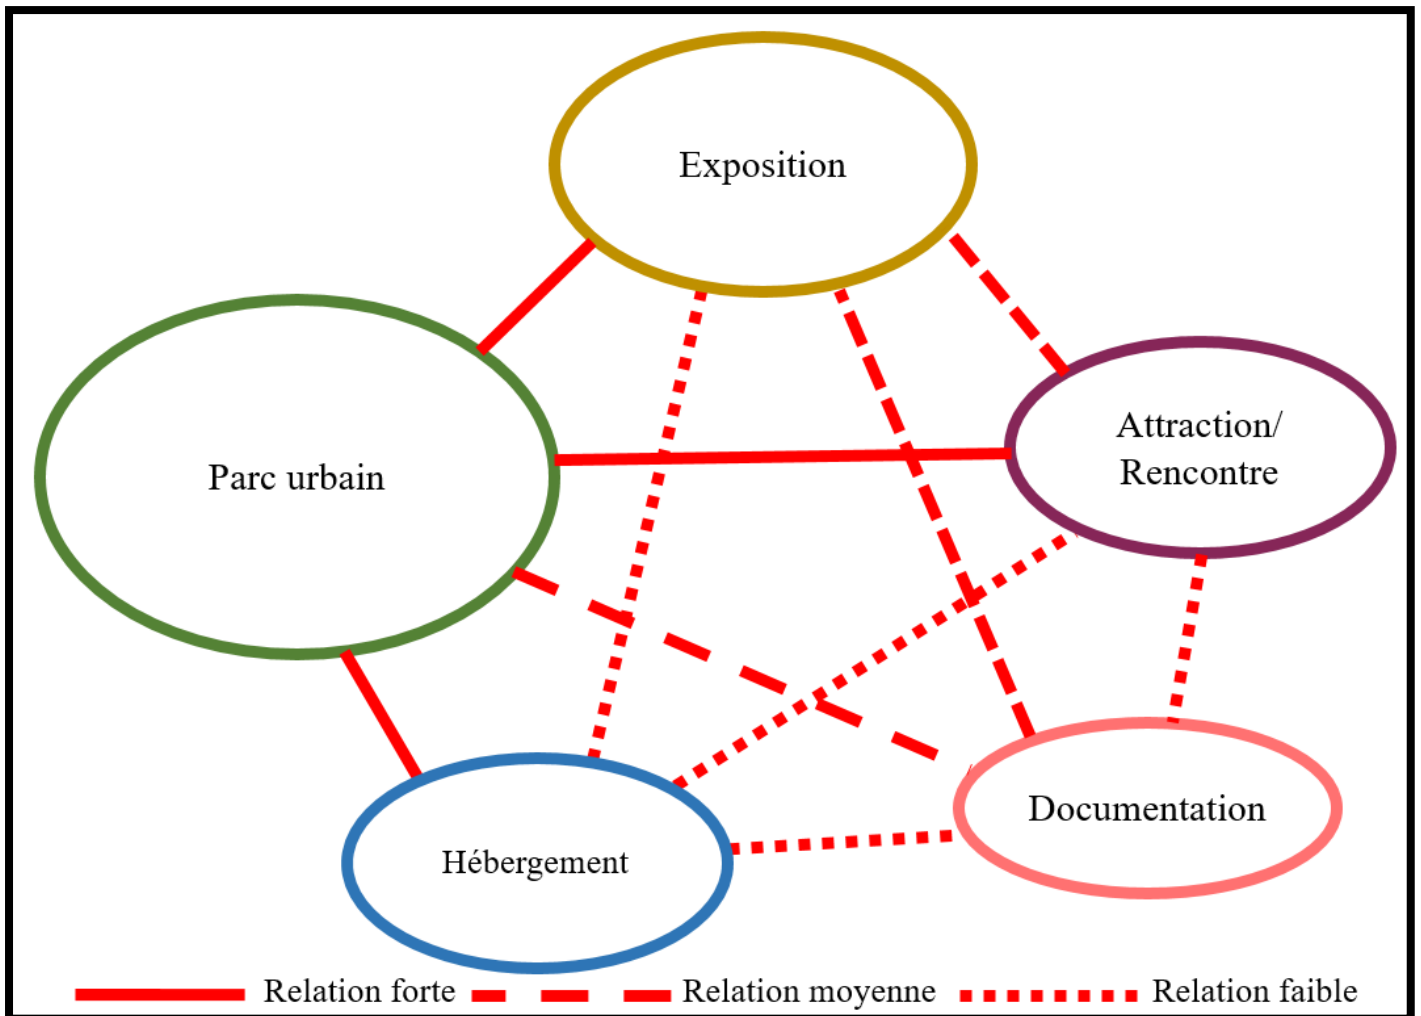 Exposition
Attraction/
Rencontre
Parc urbain
Documentation
Hébergement
Relation forte
Relation moyenne
Relation faible